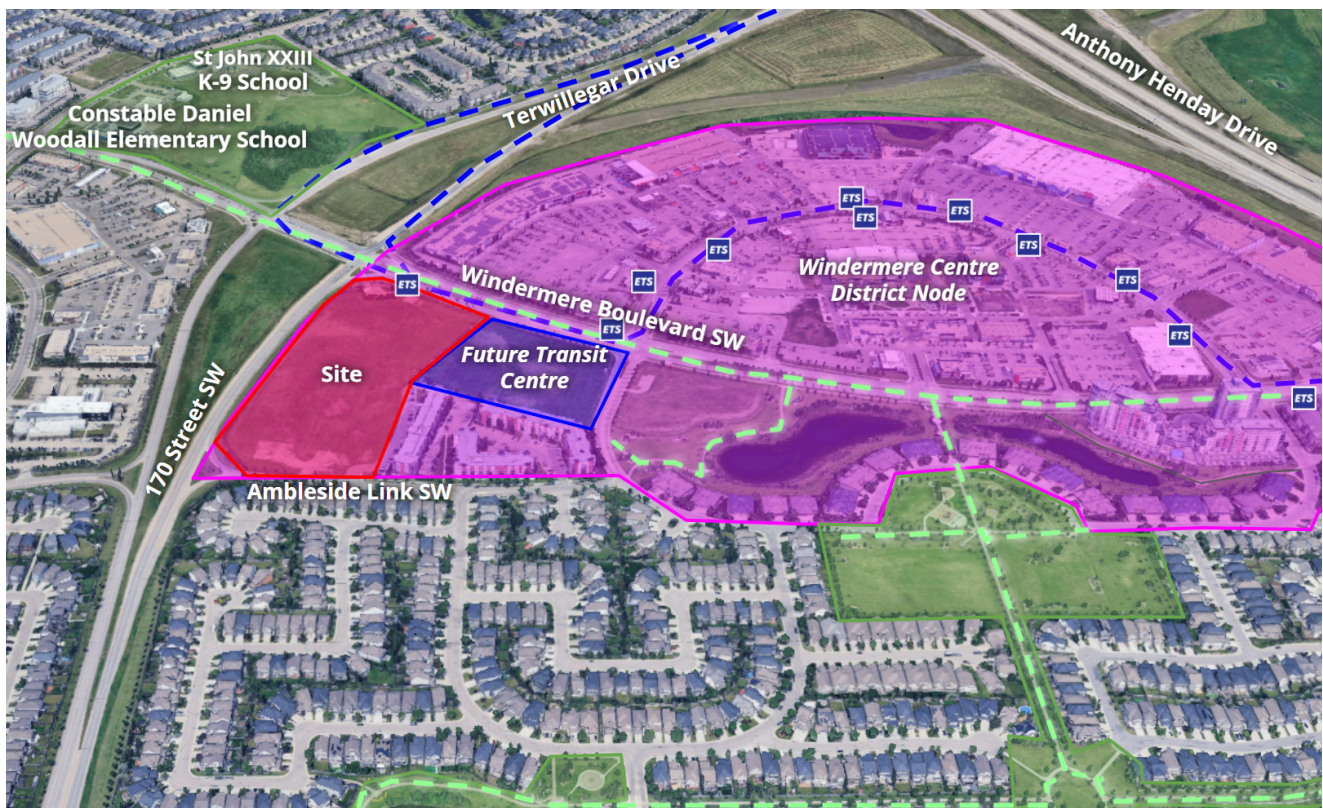 St John XXIII
K-9 School
Constable Daniel
Woodall Elementary School
Terwillegar Drive
Anthony Henday Drive
ETS
ETS
ETS
ETS
ETS
ETS
ETS
ETS
ETS
ETS
ETS
Windermere Centre
District Node
Windermere Boulevard SW
Future Transit
Centre
Site
170 Street SW
Ambleside Link SW